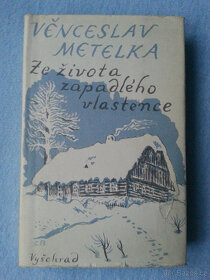 VĚNCESLAV
METELKA
Ze života
zapadlého
vlastence
Vyšehrad